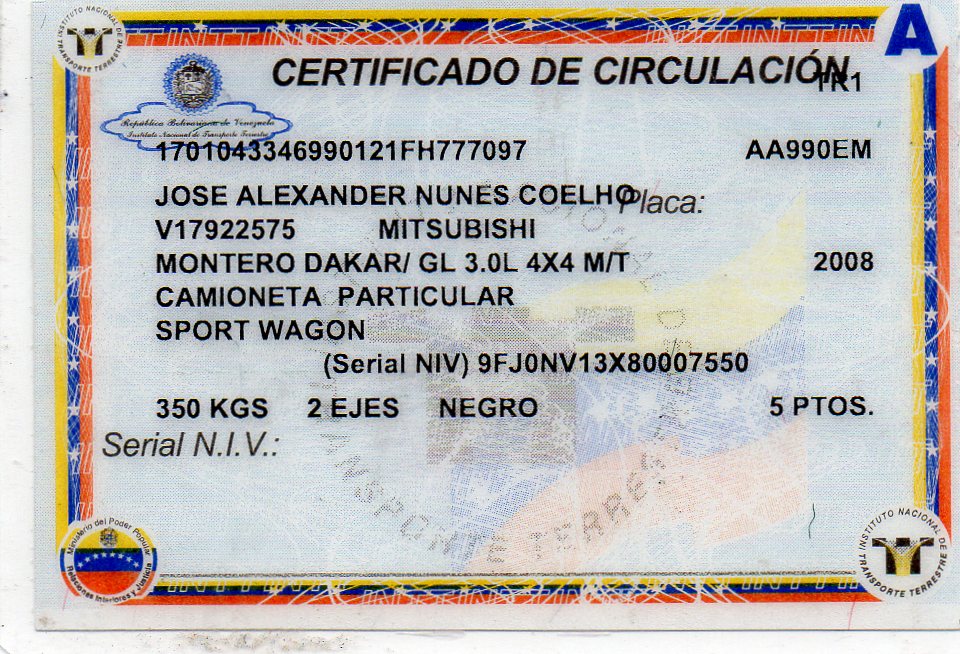 INSTITUTO NACIONAL DE TRANSPORTE TERRESTRE
A
CERTIFICADO DE CIRCULACIÓN
TR1
República Bolivariana de Venezuela
Instituto Nacional de Transporte Terrestre
1701043346990121FH777097 AA990EM
JOSE ALEXANDER NUNES COELHO Placa:
V17922575 MITSUBISHI
MONTERO DAKAR/ GL 3.0L 4X4 M/T 2008
CAMIONETA PARTICULAR
SPORT WAGON
(Serial NIV) 9FJ0NV13X80007550
350 KGS 2 EJES NEGRO 5 PTOS.
Serial N.I.V.:
Ministerio del Poder Popular
Relaciones Interiores y Justicia
INSTITUTO NACIONAL DE TRANSPORTE TERRESTRE